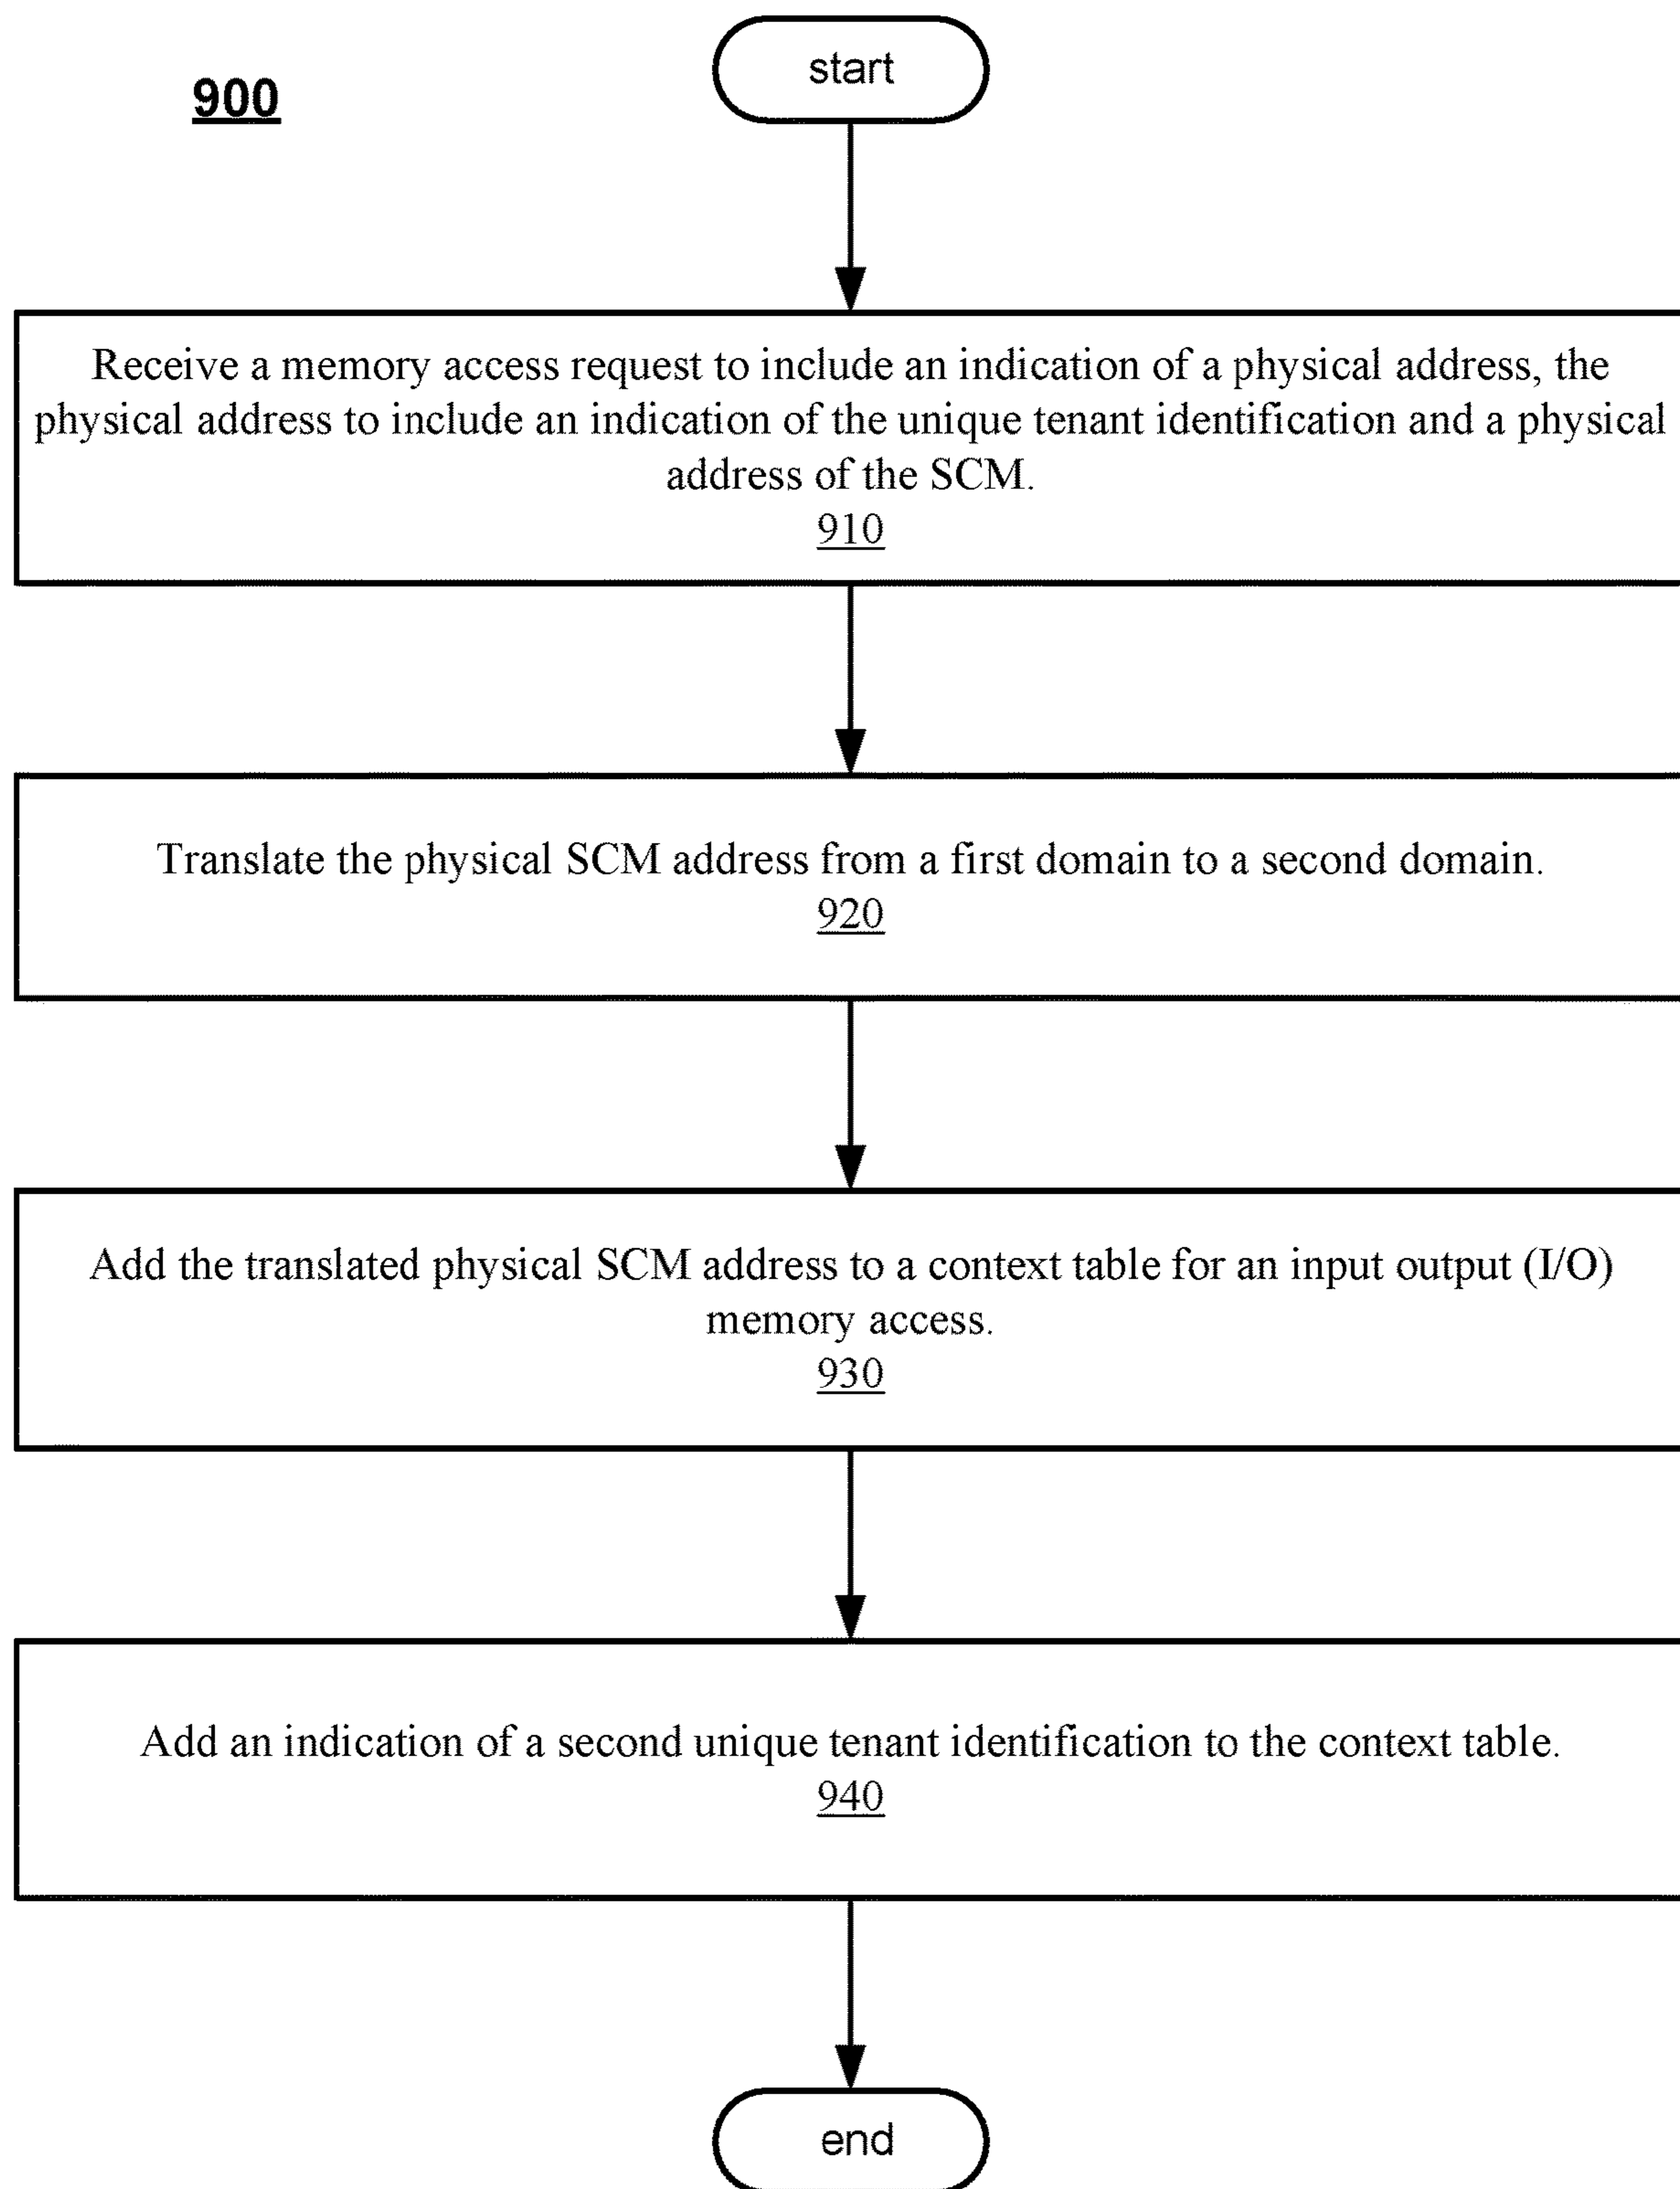 start
900
Receive a memory access request to include an indication of a physical address, the
physical address to include an indication of the unique tenant identification and a physical
address of the SCM.
910
Translate the physical SCM address from a first domain to a second domain.
920
Add the translated physical SCM address to a context table for an input output (I/O)
memory access.
930
Add an indication of a second unique tenant identification to the context table.
940
end